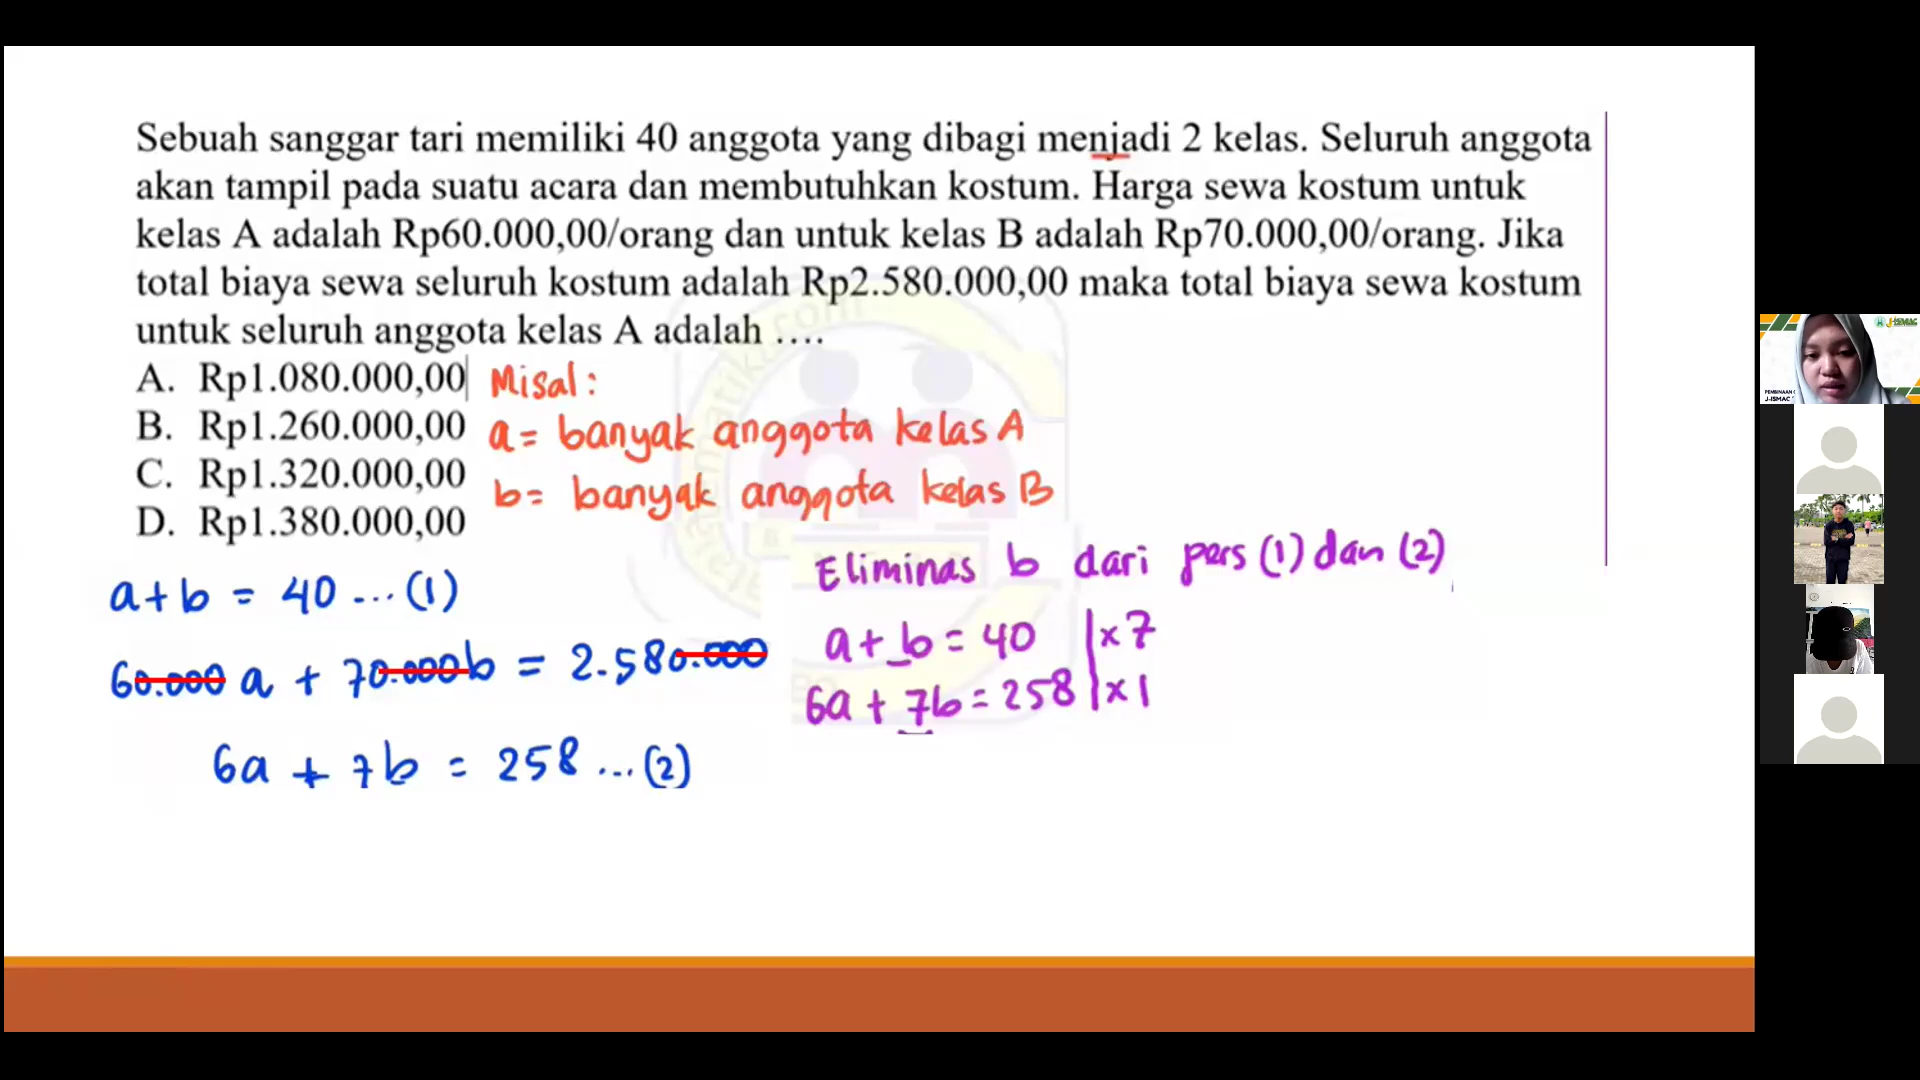 Sebuah sanggar tari memiliki 40 anggota yang dibagi menjadi 2 kelas. Seluruh anggota
akan tampil pada suatu acara dan membutuhkan kostum. Harga sewa kostum untuk
kelas A adalah Rp60.000,00/orang dan untuk kelas B adalah Rp70.000,00/orang. Jika
total biaya sewa seluruh kostum adalah Rp2.580.000,00 maka total biaya sewa kostum
untuk seluruh anggota kelas A adalah ....
A. Rp1.080.000,00
B. Rp1.260.000,00
C. Rp1.320.000,00
D. Rp1.380.000,00
Misal :
a = banyak anggota kelas A
b = banyak anggota kelas B
a + b = 40 ... (1)
60.000 a + 70.000 b = 2.580.000
6a + 7b = 258 ... (2)
Eliminas b dari pers (1) dan (2)
a + b = 40 | x 7
6a + 7b = 258 | x 1
J-ISMAC
PEMBINAAN
J-ISMAC